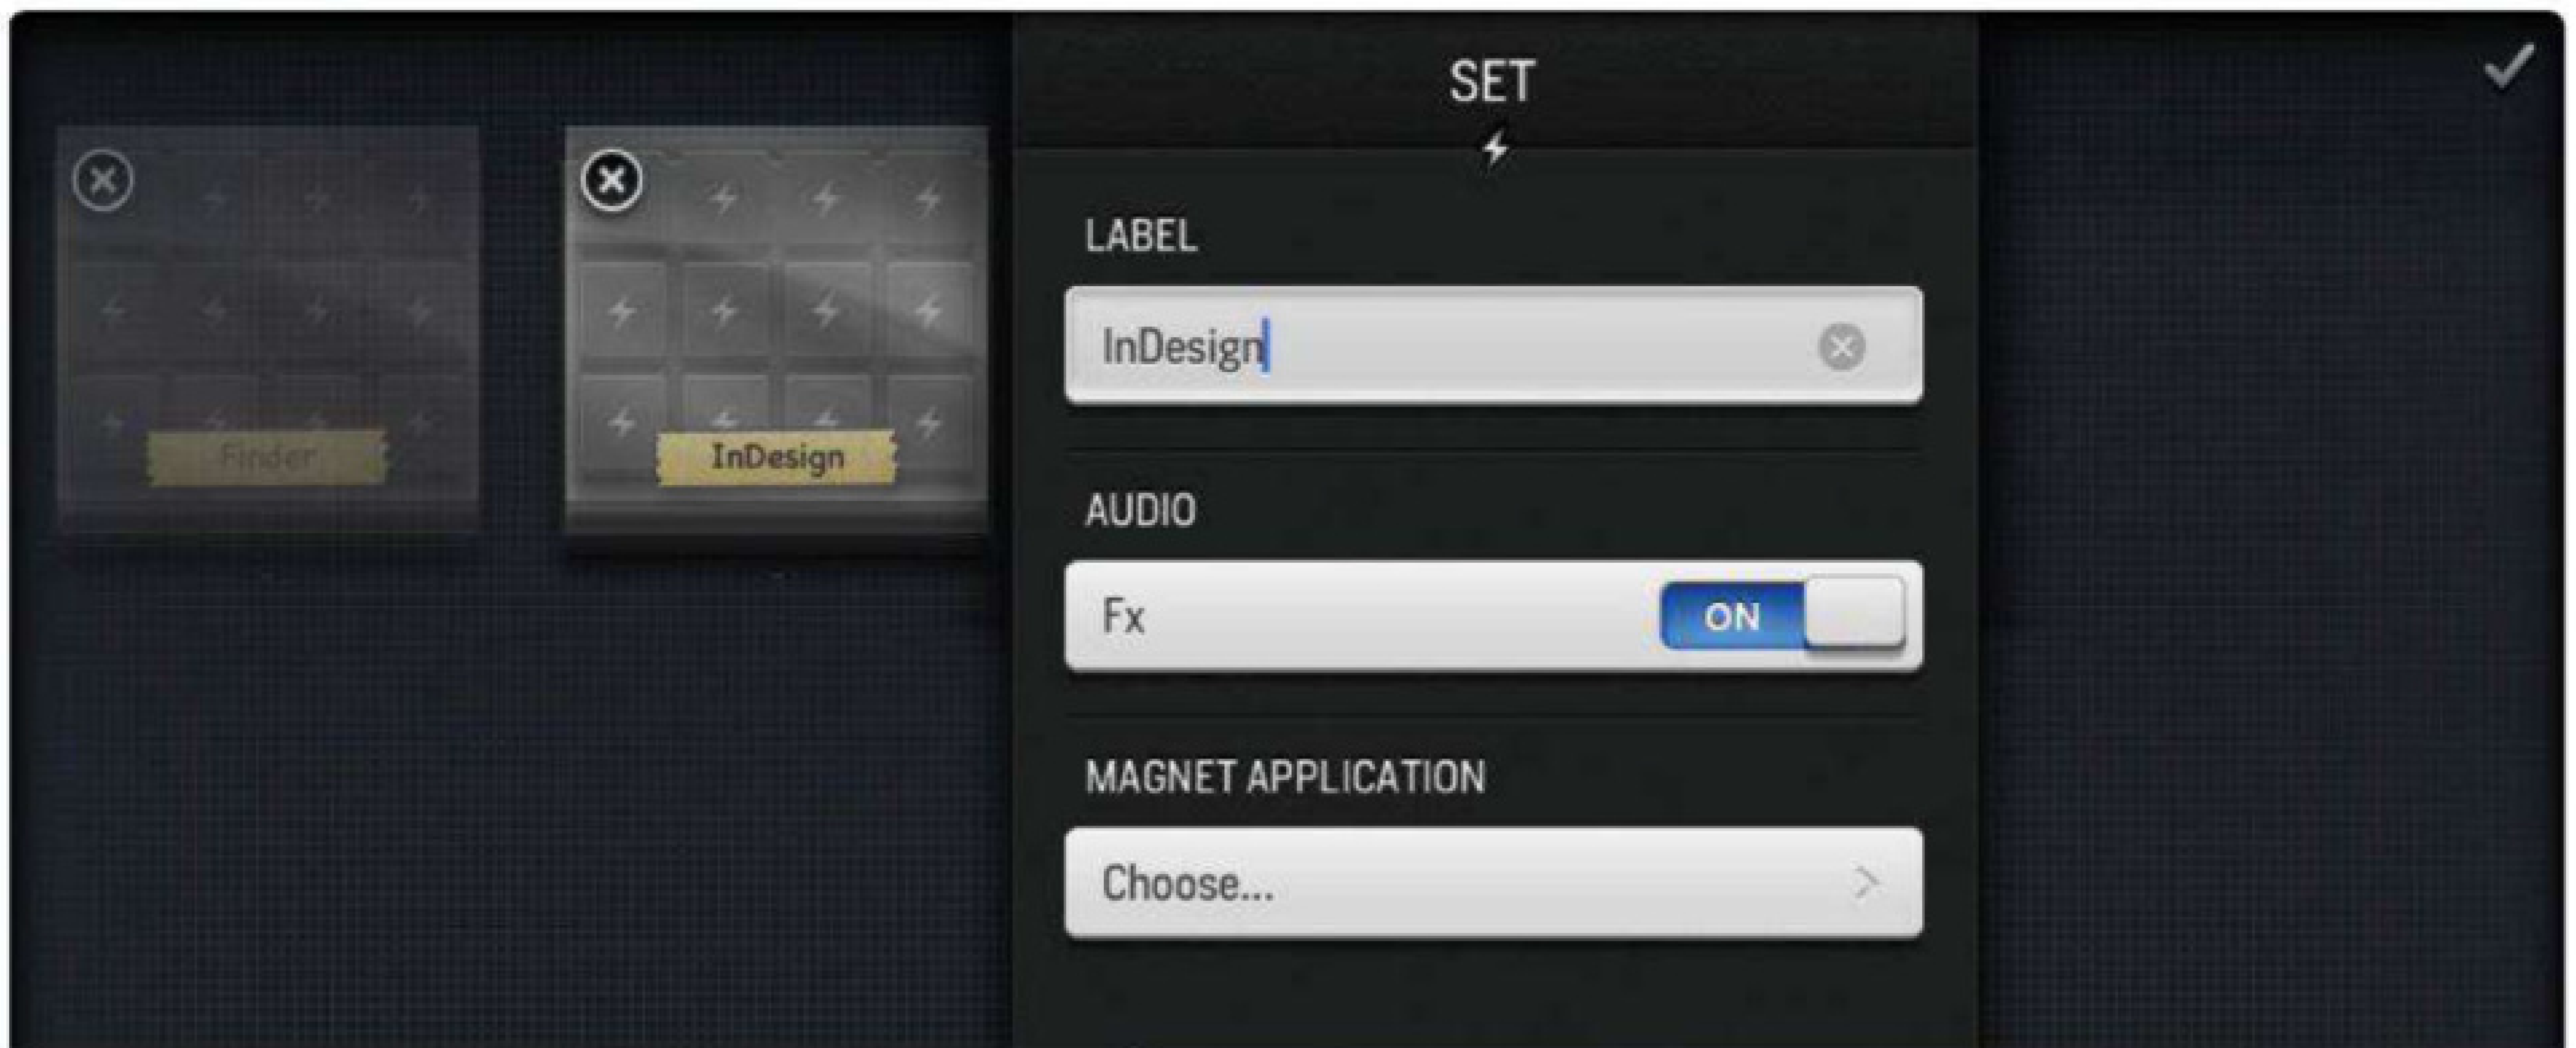 SET
Finder
InDesign
LABEL
InDesign
AUDIO
Fx
ON
MAGNET APPLICATION
Choose...